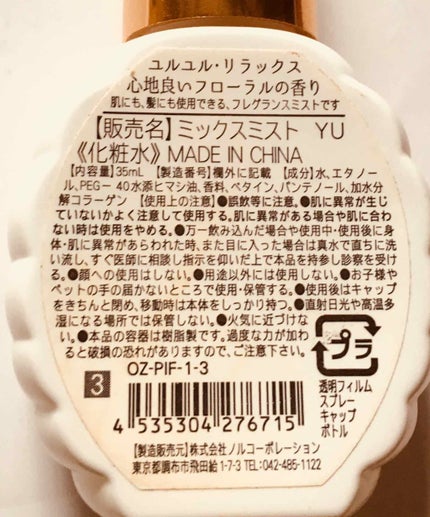 ユルユル・リラックス
心地良いフローラルの香り
肌にも、髪にも使用できる、フレグランスミストです
【販売名】ミックスミスト YU
《化粧水》MADE IN CHINA
【内容量】35mL 【製造番号】欄外に記載 【成分】水、エタノー
ル、PEG－40水添ヒマシ油、香料、ベタイン、パンテノール、加水分
解コラーゲン 【使用上の注意】●誤飲等に注意。●肌に異常が生じ
ていないかよく注意して使用する。肌に異常がある場合や肌に合わ
ない時は使用をやめる。●万一飲み込んだ場合や使用中・使用後に身
体・肌に異常があらわれた時、また目に入った場合は真水で直ちに洗
い流し、すぐ医師に相談し指示を仰いだ上で本品を持参し診察を受け
る。●顔への使用はしない。●用途以外には使用しない。●お子様や
ペットの手の届かないところで使用・保管する。●使用後はキャップ
をきちんと閉め、移動時は本体をしっかり持つ。●直射日光や高温多
湿になる場所では保管しない。●火気に近づけな
い。●本品の容器は樹脂製です。過度な力が加わ
ると破損の恐れがありますので、ご注意下さい。
プラ
OZ-PIF-1-3
3
透明フィルム
スプレー
キャップ
ボトル
4 535304 276715
【製造販売元】株式会社ノルコーポレーション
東京都調布市飛田給1-7-3 TEL:042-485-1122